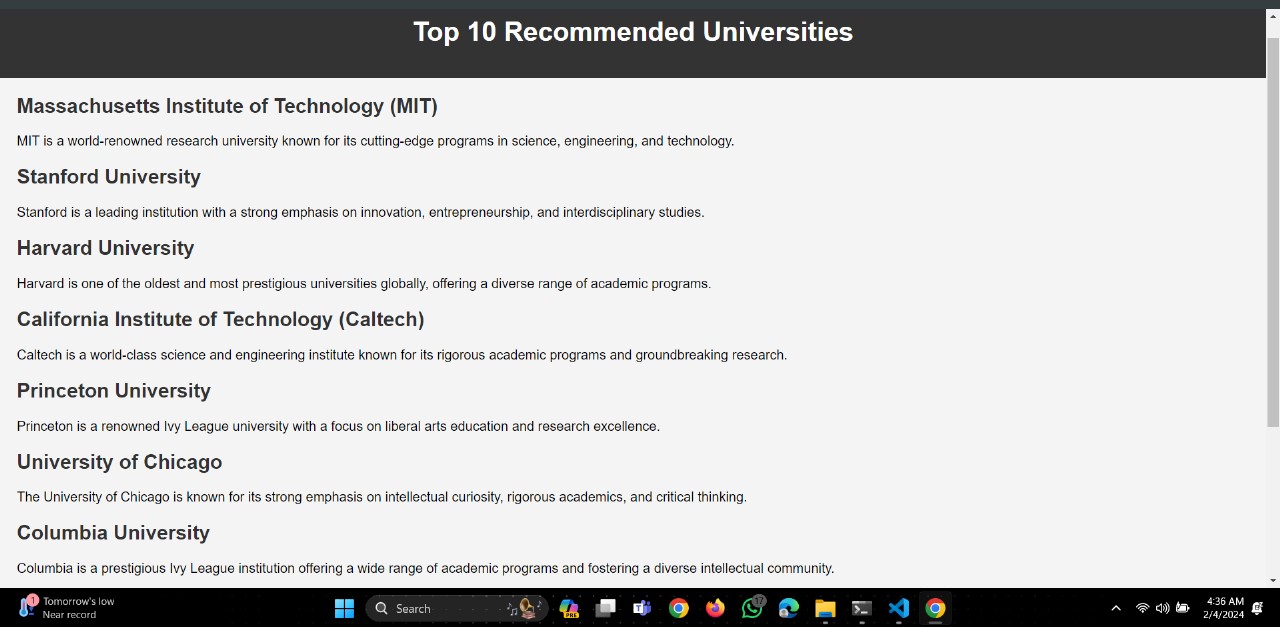 Top 10 Recommended Universities
Massachusetts Institute of Technology (MIT)
MIT is a world-renowned research university known for its cutting-edge programs in science, engineering, and technology.
Stanford University
Stanford is a leading institution with a strong emphasis on innovation, entrepreneurship, and interdisciplinary studies.
Harvard University
Harvard is one of the oldest and most prestigious universities globally, offering a diverse range of academic programs.
California Institute of Technology (Caltech)
Caltech is a world-class science and engineering institute known for its rigorous academic programs and groundbreaking research.
Princeton University
Princeton is a renowned Ivy League university with a focus on liberal arts education and research excellence.
University of Chicago
The University of Chicago is known for its strong emphasis on intellectual curiosity, rigorous academics, and critical thinking.
Columbia University
Columbia is a prestigious Ivy League institution offering a wide range of academic programs and fostering a diverse intellectual community.
1
Tomorrow's low
Near record
Search
PRE
17
4:36 AM
2/4/2024